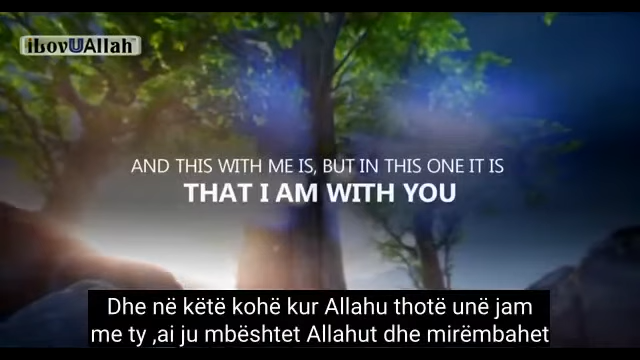 iLovUAllah
AND THIS WITH ME IS, BUT IN THIS ONE IT IS
THAT I AM WITH YOU
Dhe në këtë kohë kur Allahu thotë unë jam
me ty ,ai ju mbështet Allahut dhe mirëmbahet